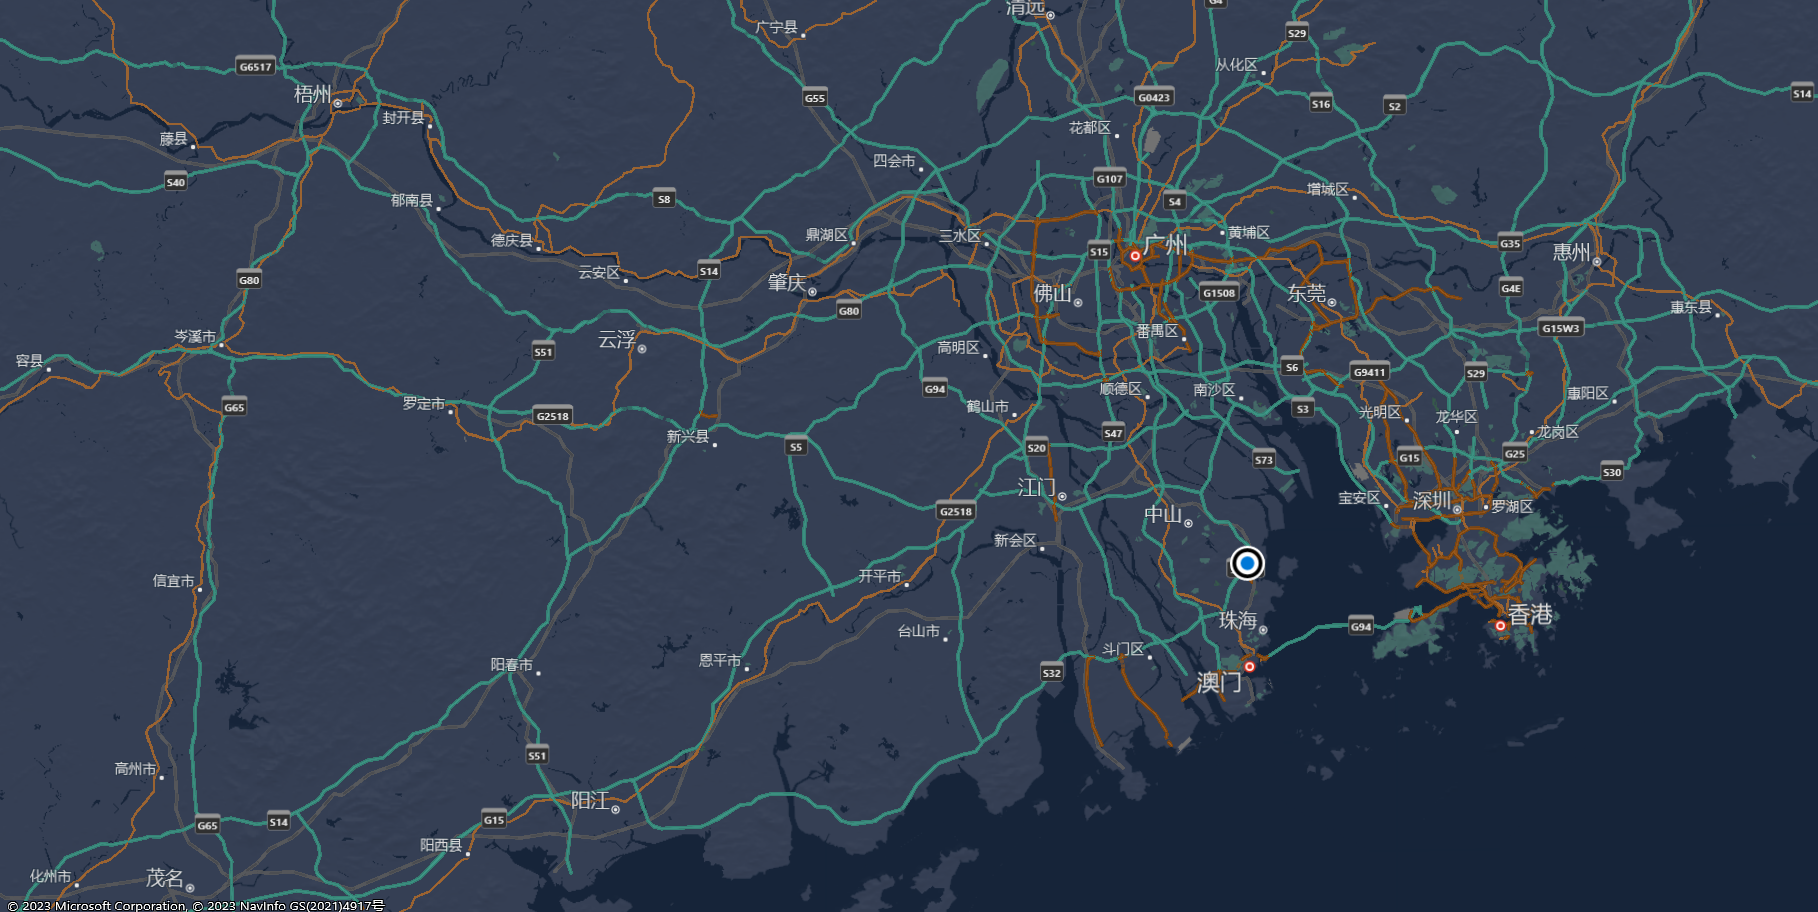 清远
G4
广宁县
S29
从化区
G6517
梧州
G55
G0423
S16
S2
S14
封开县
花都区
藤县
四会市
S40
G107
郁南县
S8
S4
增城区
德庆县
鼎湖区
三水区
S15
广州
黄埔区
G35
惠州
云安区
S14
G80
肇庆
佛山
G1508
东莞
G4E
G80
惠东县
岑溪市
云浮
番禺区
G15W3
容县
S51
高明区
S6
G9411
S29
G94
顺德区
南沙区
惠阳区
罗定市
G65
G2518
鹤山市
S3
光明区
龙华区
新兴县
S5
S20
S47
龙岗区
G15
G25
S73
S30
江门
宝安区
深圳
罗湖区
G2518
中山
新会区
信宜市
开平市
珠海
香港
台山市
G94
阳春市
恩平市
斗门区
S32
澳门
S51
高州市
阳江
G65
S14
G15
阳西县
化州市
茂名
© 2023 Microsoft Corporation, © 2023 NavInfo GS(2021)4917号